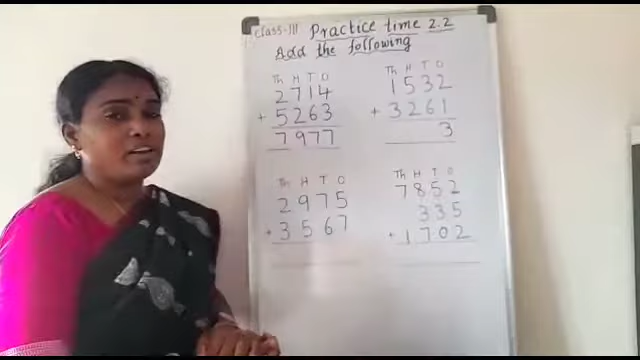 Class-III Practice time 2.2
Add the following
Th H T O
2714
+ 5263
7977
Th H T O
1532
+ 3261
3
Th H T O
2975
+ 3567
Th H T O
7852
335
+ 1702